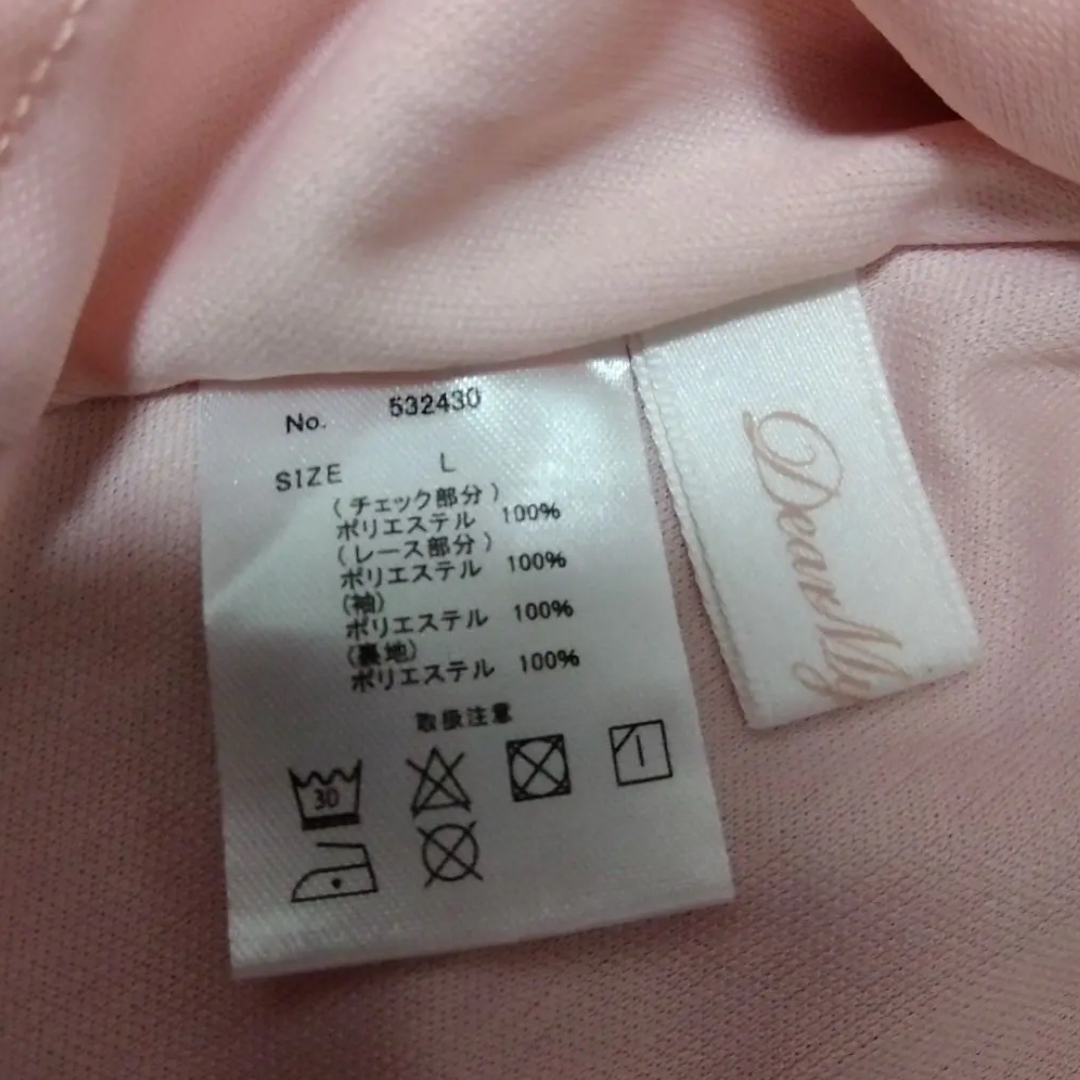 No. 532430
SIZE L
(チェック部分)
ポリエステル 100%
(レース部分)
ポリエステル 100%
(袖)
ポリエステル 100%
(裏地)
ポリエステル 100%
取扱注意
30
Dear My